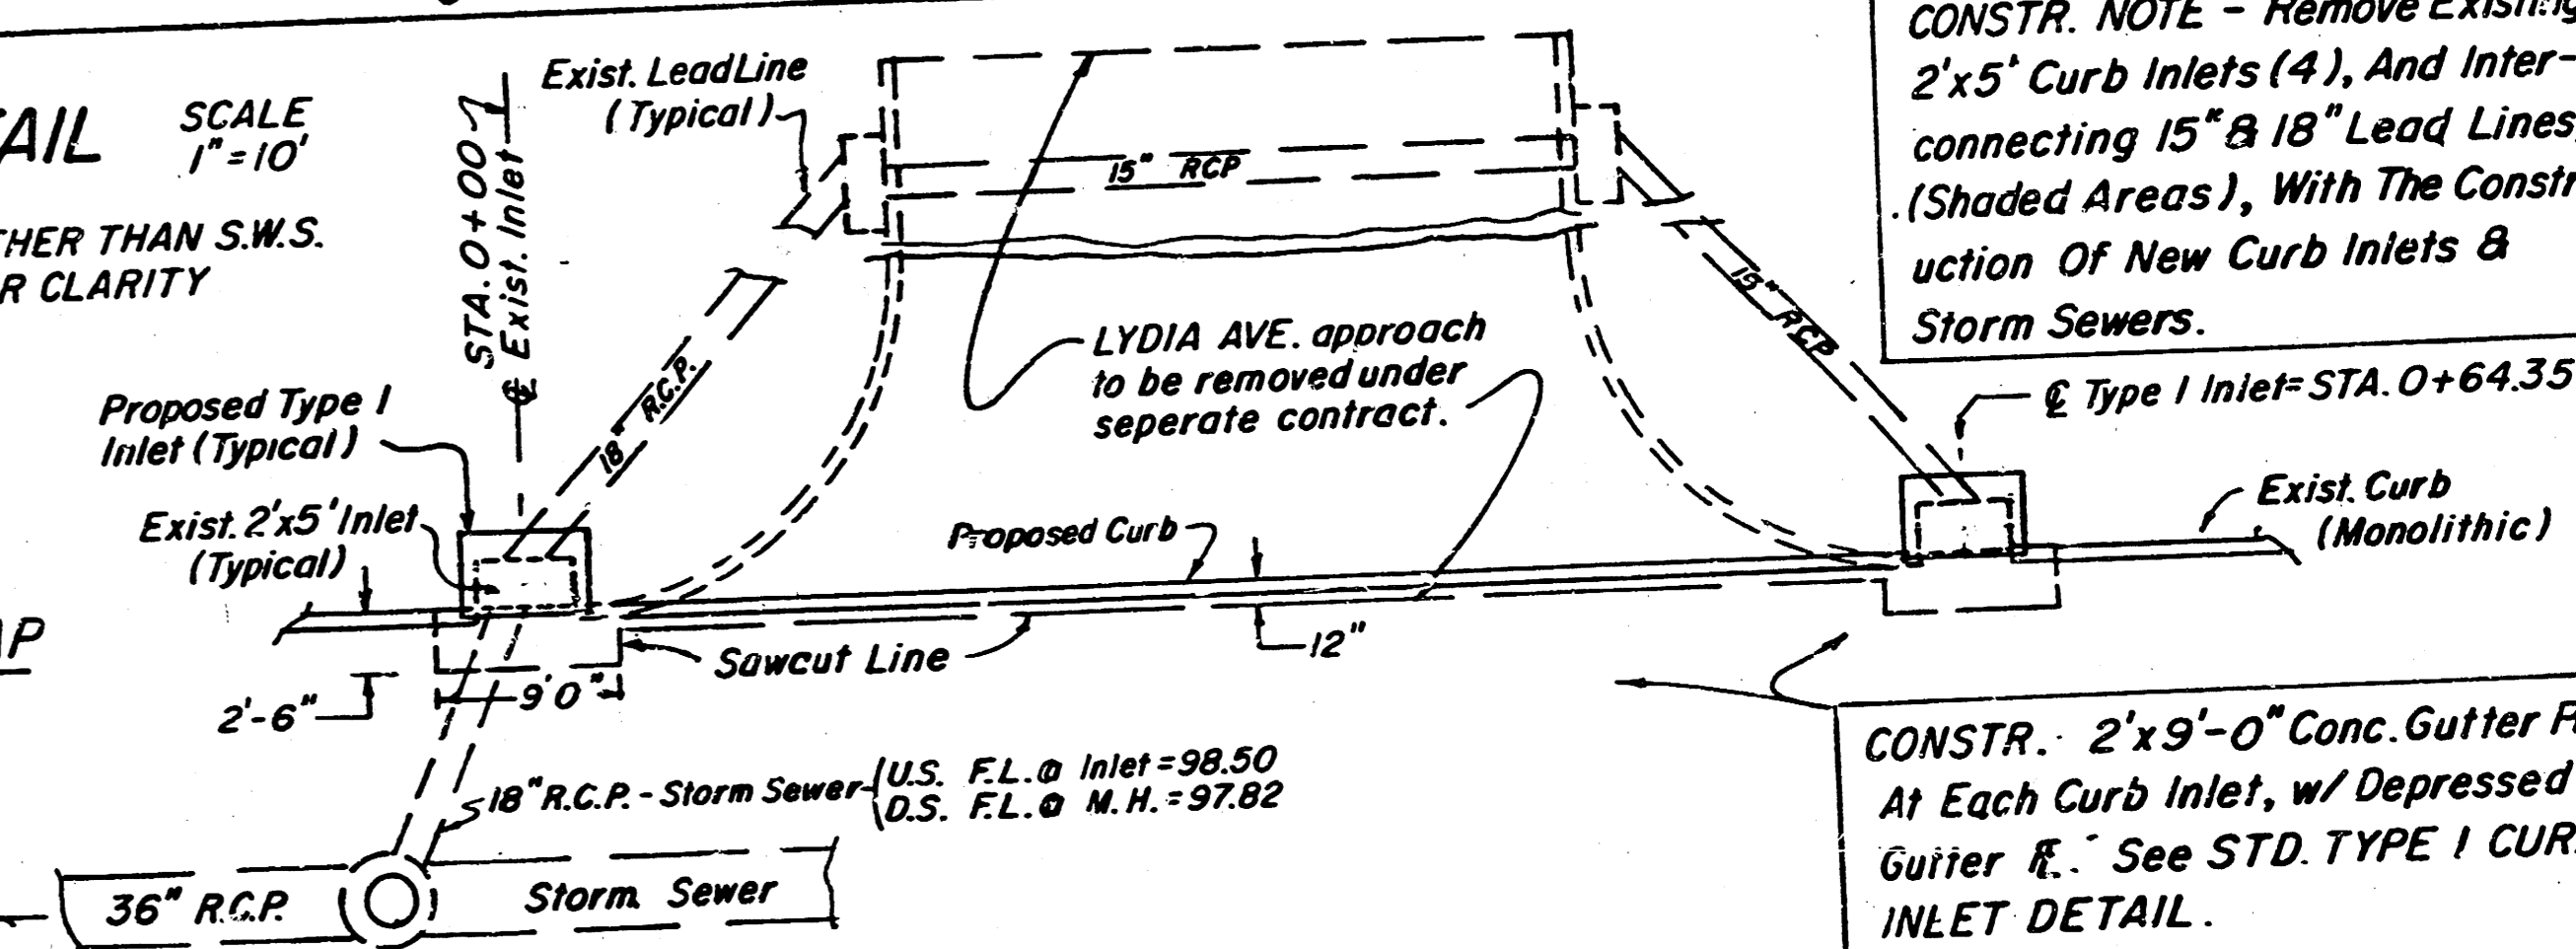 TAIL
SCALE
1"=10'
THER THAN S.W.S.
R CLARITY
STA. 0+00
℄ Exist. Inlet
Exist. Lead Line
(Typical)
15" RCP
CONSTR. NOTE - Remove Existing
2'x5' Curb Inlets (4), And Inter-
connecting 15" & 18" Lead Lines,
(Shaded Areas), With The Constr-
uction Of New Curb Inlets &
Storm Sewers.
18" R.C.P.
15" RCP
LYDIA AVE. approach
to be removed under
seperate contract.
℄ Type I Inlet=STA. 0+64.35
Proposed Type I
Inlet (Typical)
Exist. 2'x5' Inlet
(Typical)
Proposed Curb
Exist. Curb
(Monolithic)
AP
Sawcut Line
12"
2'-6"
9'0"
18" R.C.P. - Storm Sewer
U.S. F.L. @ Inlet = 98.50
D.S. F.L. @ M.H. = 97.82
36" R.C.P.
Storm Sewer
CONSTR. 2'x9'-0" Conc. Gutter
At Each Curb Inlet, w/ Depressed
Gutter ℄. See STD. TYPE I CUR
INLET DETAIL.